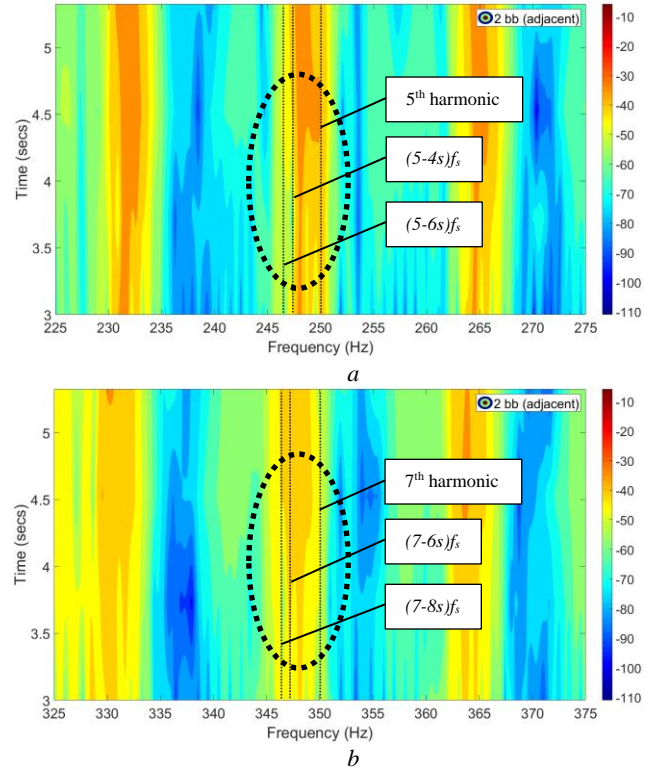 2 bb (adjacent)
5
4.5
4
3.5
3
Time (secs)
225 230 235 240 245 250 255 260 265 270 275
Frequency (Hz)
-10
-20
-30
-40
-50
-60
-70
-80
-90
-100
-110
5th harmonic
(5-4s)fs
(5-6s)fs
a
2 bb (adjacent)
5
4.5
4
3.5
3
Time (secs)
325 330 335 340 345 350 355 360 365 370 375
Frequency (Hz)
-10
-20
-30
-40
-50
-60
-70
-80
-90
-100
-110
7th harmonic
(7-6s)fs
(7-8s)fs
b